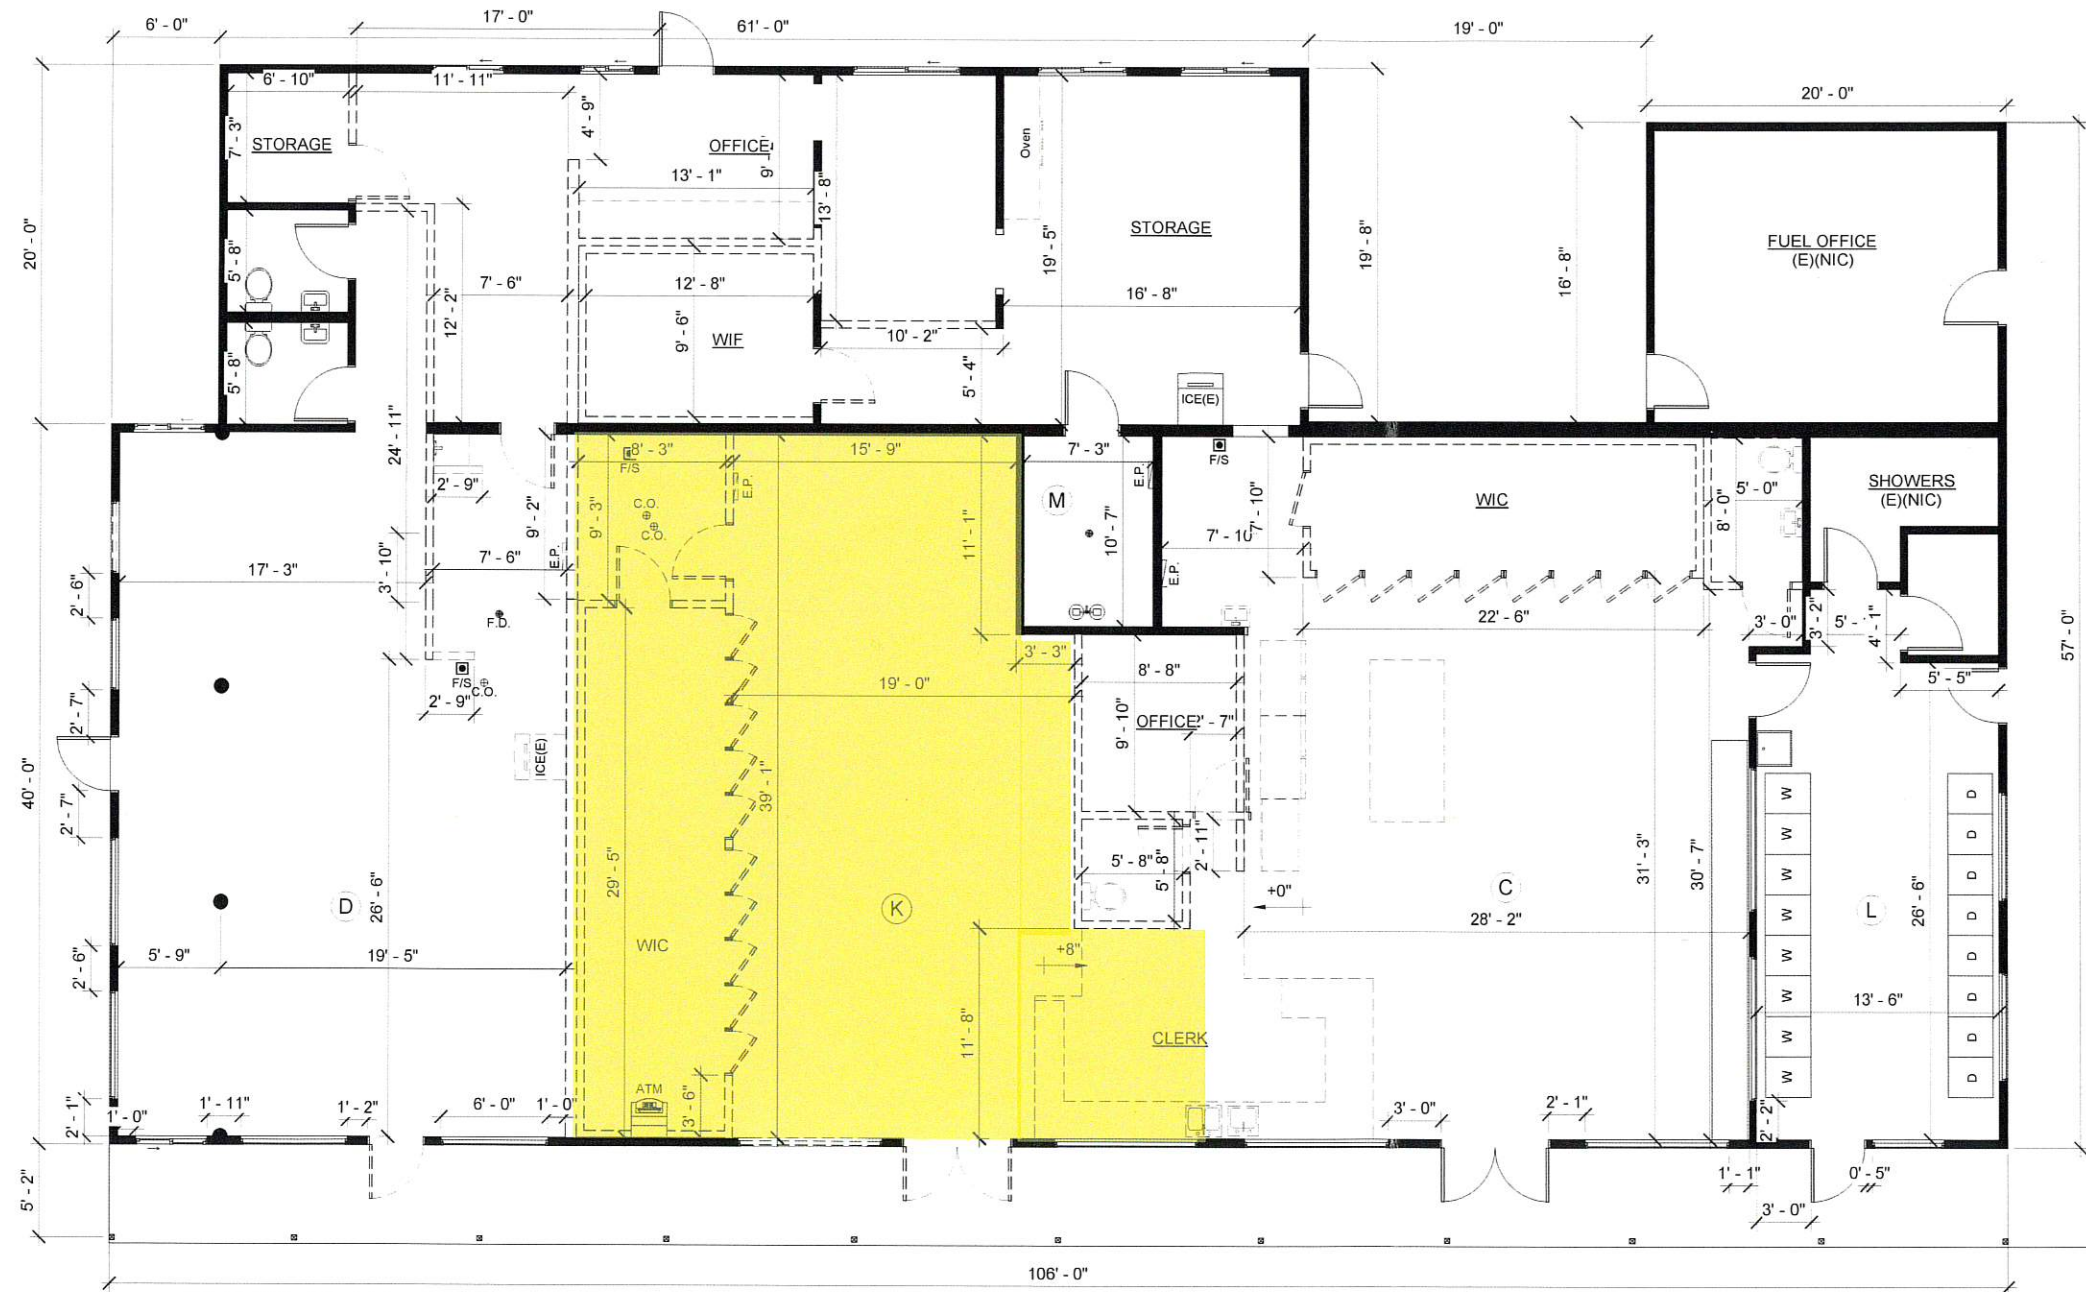 17' - 0"
6' - 0"
61' - 0"
19' - 0"
6' - 10"
11' - 11"
20' - 0"
4' - 9"
7' - 3"
STORAGE
OFFICE
9' -
Oven
13' - 1"
13' - 8"
20' - 0"
STORAGE
19' - 5"
19' - 8"
16' - 8"
FUEL OFFICE
(E)(NIC)
5' - 8"
7' - 6"
12' - 2"
12' - 8"
16' - 8"
9' - 6"
WIF
10' - 2"
5' - 8"
5' - 4"
ICE(E)
24' - 11"
8' - 3"
F/S
15' - 9"
7' - 3"
E.P.
E.P.
F/S
2' - 9"
M
WIC
SHOWERS
(E)(NIC)
5' - 0"
8' - 0"
9' - 2"
9' - 3"
C.O.
C.O.
11' - 1"
10' - 7"
7' - 10"
7' - 10
E.P.
17' - 3"
3' - 10"
7' - 6"
E.P.
2' - 6"
F.D.
22' - 6"
3' - 0"
3' - 2"
5' -
4' - 1"
57' - 0"
3' - 3"
8' - 8"
F/S
C.O.
2' - 9"
19' - 0"
5' - 5"
2' - 7"
OFFICE
' - 7"
9' - 10"
ICE(E)
40' - 0"
39' - 1"
2' - 7"
W
D
W
D
2' - 11"
5' - 8"
5' - 8"
29' - 5"
31' - 3"
30' - 7"
W
D
D
26' - 6"
K
+0"
C
28' - 2"
W
L
26' - 6"
D
2' - 6"
5' - 9"
19' - 5"
WIC
+8"
W
D
W
D
13' - 6"
11' - 8"
CLERK
W
D
ATM
3' - 6"
W
D
2' - 1"
1' - 0"
1' - 11"
1' - 2"
6' - 0"
1' - 0"
3' - 0"
2' - 1"
2' - 2"
5' - 2"
1' - 1"
0' - 5"
3' - 0"
106' - 0"